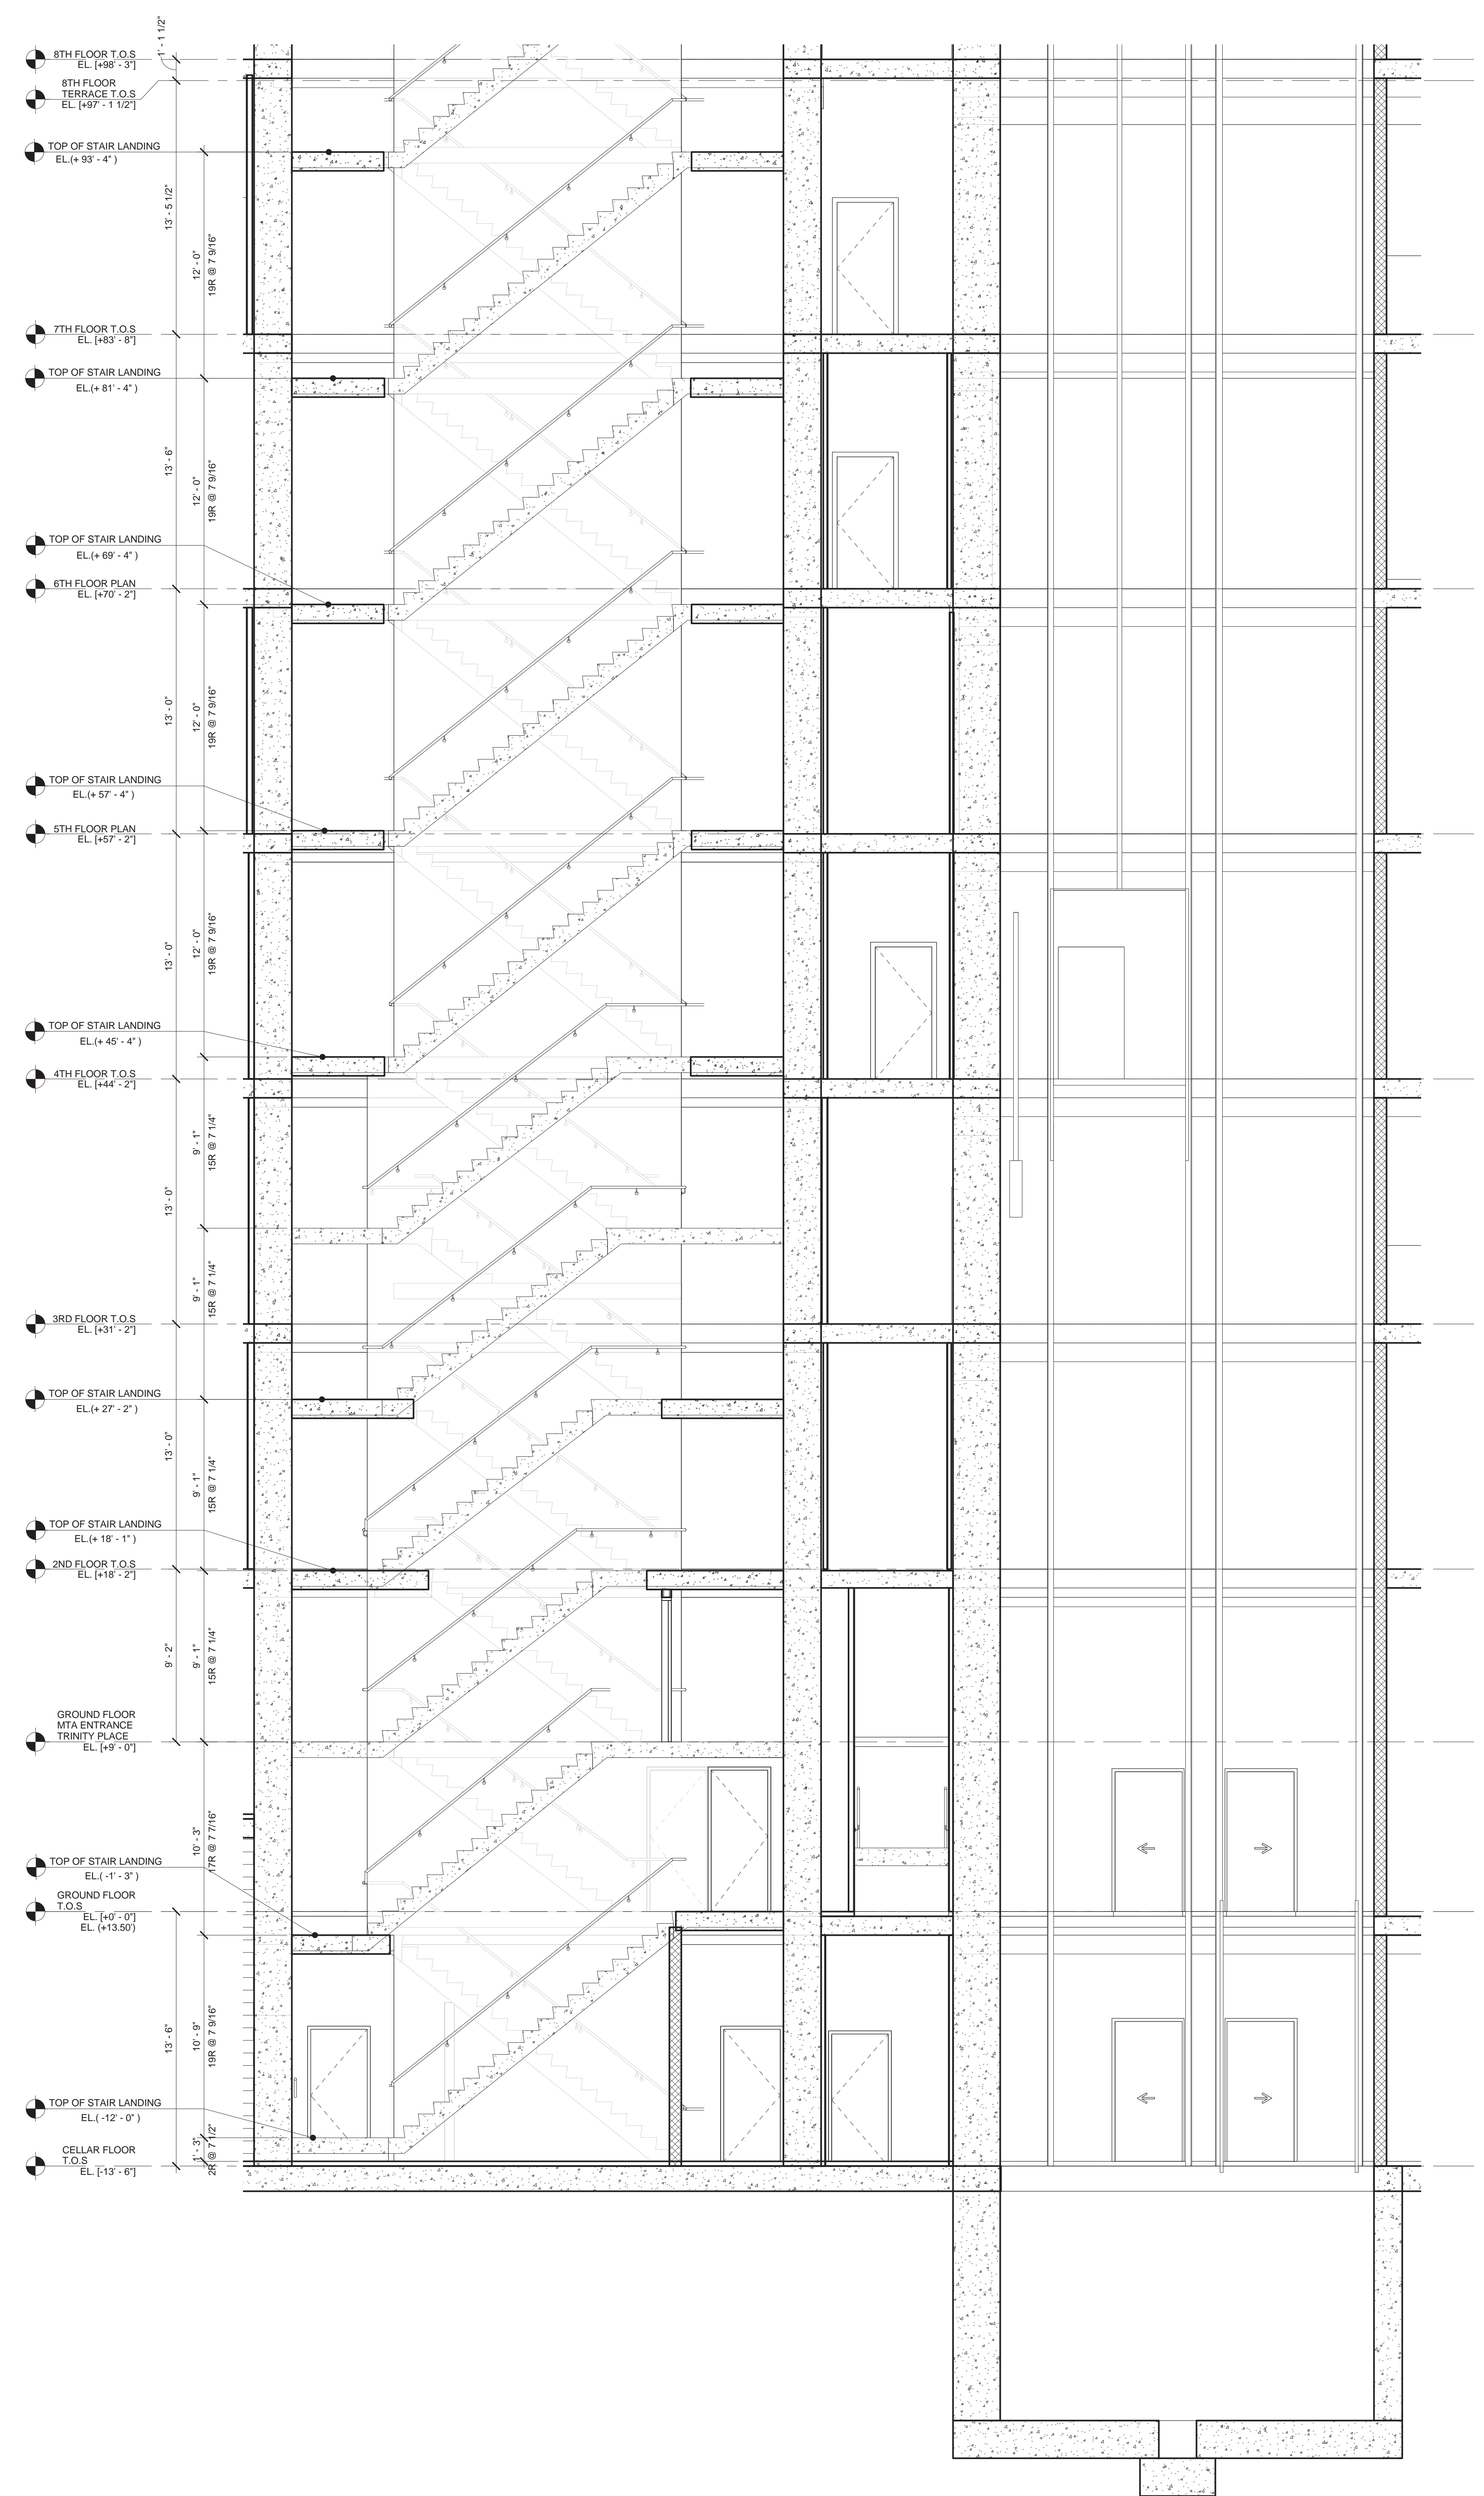 1' - 1 1/2"
8TH FLOOR T.O.S
EL. [+98' - 3"]
8TH FLOOR
TERRACE T.O.S
EL. [+97' - 1 1/2"]
TOP OF STAIR LANDING
EL.(+ 93' - 4" )
13' - 5 1/2"
12' - 0"
19R @ 7 9/16"
7TH FLOOR T.O.S
EL. [+83' - 8"]
TOP OF STAIR LANDING
EL.(+ 81' - 4" )
13' - 6"
12' - 0"
19R @ 7 9/16"
TOP OF STAIR LANDING
EL.(+ 69' - 4" )
6TH FLOOR PLAN
EL. [+70' - 2"]
13' - 0"
12' - 0"
19R @ 7 9/16"
TOP OF STAIR LANDING
EL.(+ 57' - 4" )
5TH FLOOR PLAN
EL. [+57' - 2"]
13' - 0"
12' - 0"
19R @ 7 9/16"
TOP OF STAIR LANDING
EL.(+ 45' - 4" )
4TH FLOOR T.O.S
EL. [+44' - 2"]
9' - 1"
15R @ 7 1/4"
13' - 0"
9' - 1"
15R @ 7 1/4"
3RD FLOOR T.O.S
EL. [+31' - 2"]
TOP OF STAIR LANDING
EL.(+ 27' - 2" )
13' - 0"
9' - 1"
15R @ 7 1/4"
TOP OF STAIR LANDING
EL.(+ 18' - 1" )
2ND FLOOR T.O.S
EL. [+18' - 2"]
9' - 2"
9' - 1"
15R @ 7 1/4"
GROUND FLOOR
MTA ENTRANCE
TRINITY PLACE
EL. [+9' - 0"]
10' - 3"
17R @ 7 7/16"
TOP OF STAIR LANDING
EL.( -1' - 3" )
GROUND FLOOR
T.O.S
EL. [+0' - 0"]
EL. (+13.50')
13' - 6"
10' - 9"
19R @ 7 9/16"
TOP OF STAIR LANDING
EL.( -12' - 0" )
1' - 3"
2R @ 7 1/2"
CELLAR FLOOR
T.O.S
EL. [-13' - 6"]